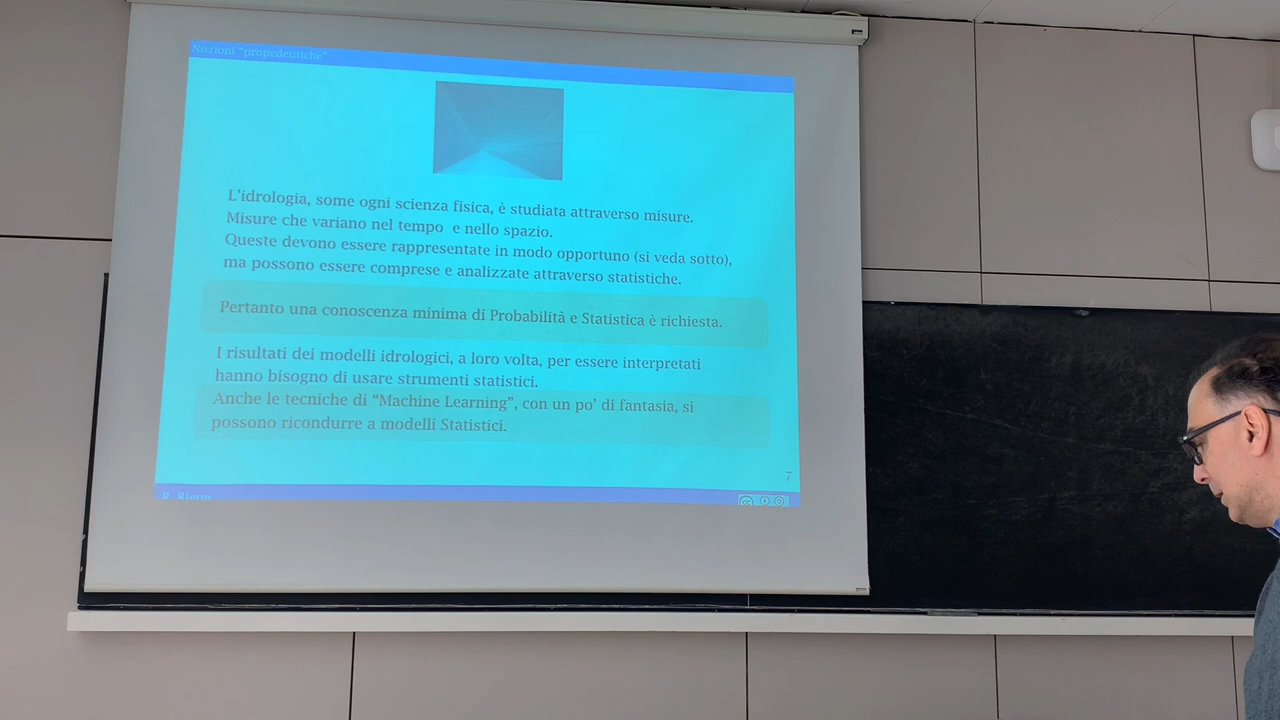 Nozioni "propedeutiche"
L'idrologia, some ogni scienza fisica, è studiata attraverso misure.
Misure che variano nel tempo e nello spazio.
Queste devono essere rappresentate in modo opportuno (si veda sotto),
ma possono essere comprese e analizzate attraverso statistiche.
Pertanto una conoscenza minima di Probabilità e Statistica è richiesta.
I risultati dei modelli idrologici, a loro volta, per essere interpretati
hanno bisogno di usare strumenti statistici.
Anche le tecniche di "Machine Learning", con un po' di fantasia, si
possono ricondurre a modelli Statistici.
7
R. Rigon
cc